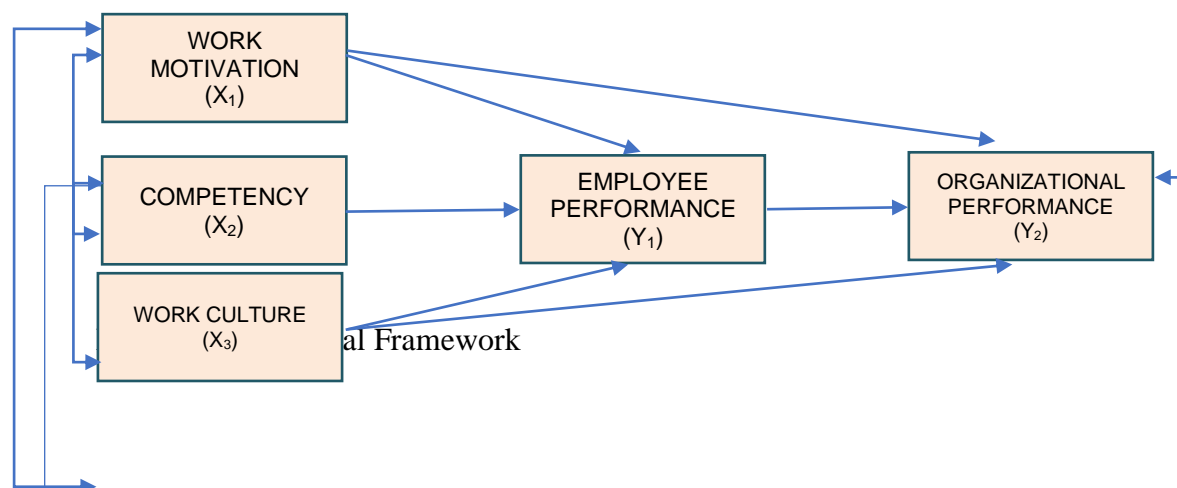 WORK
MOTIVATION
(X₁)
COMPETENCY
(X₂)
EMPLOYEE
PERFORMANCE
(Y₁)
ORGANIZATIONAL
PERFORMANCE
(Y₂)
WORK CULTURE
(X₃)
al Framework